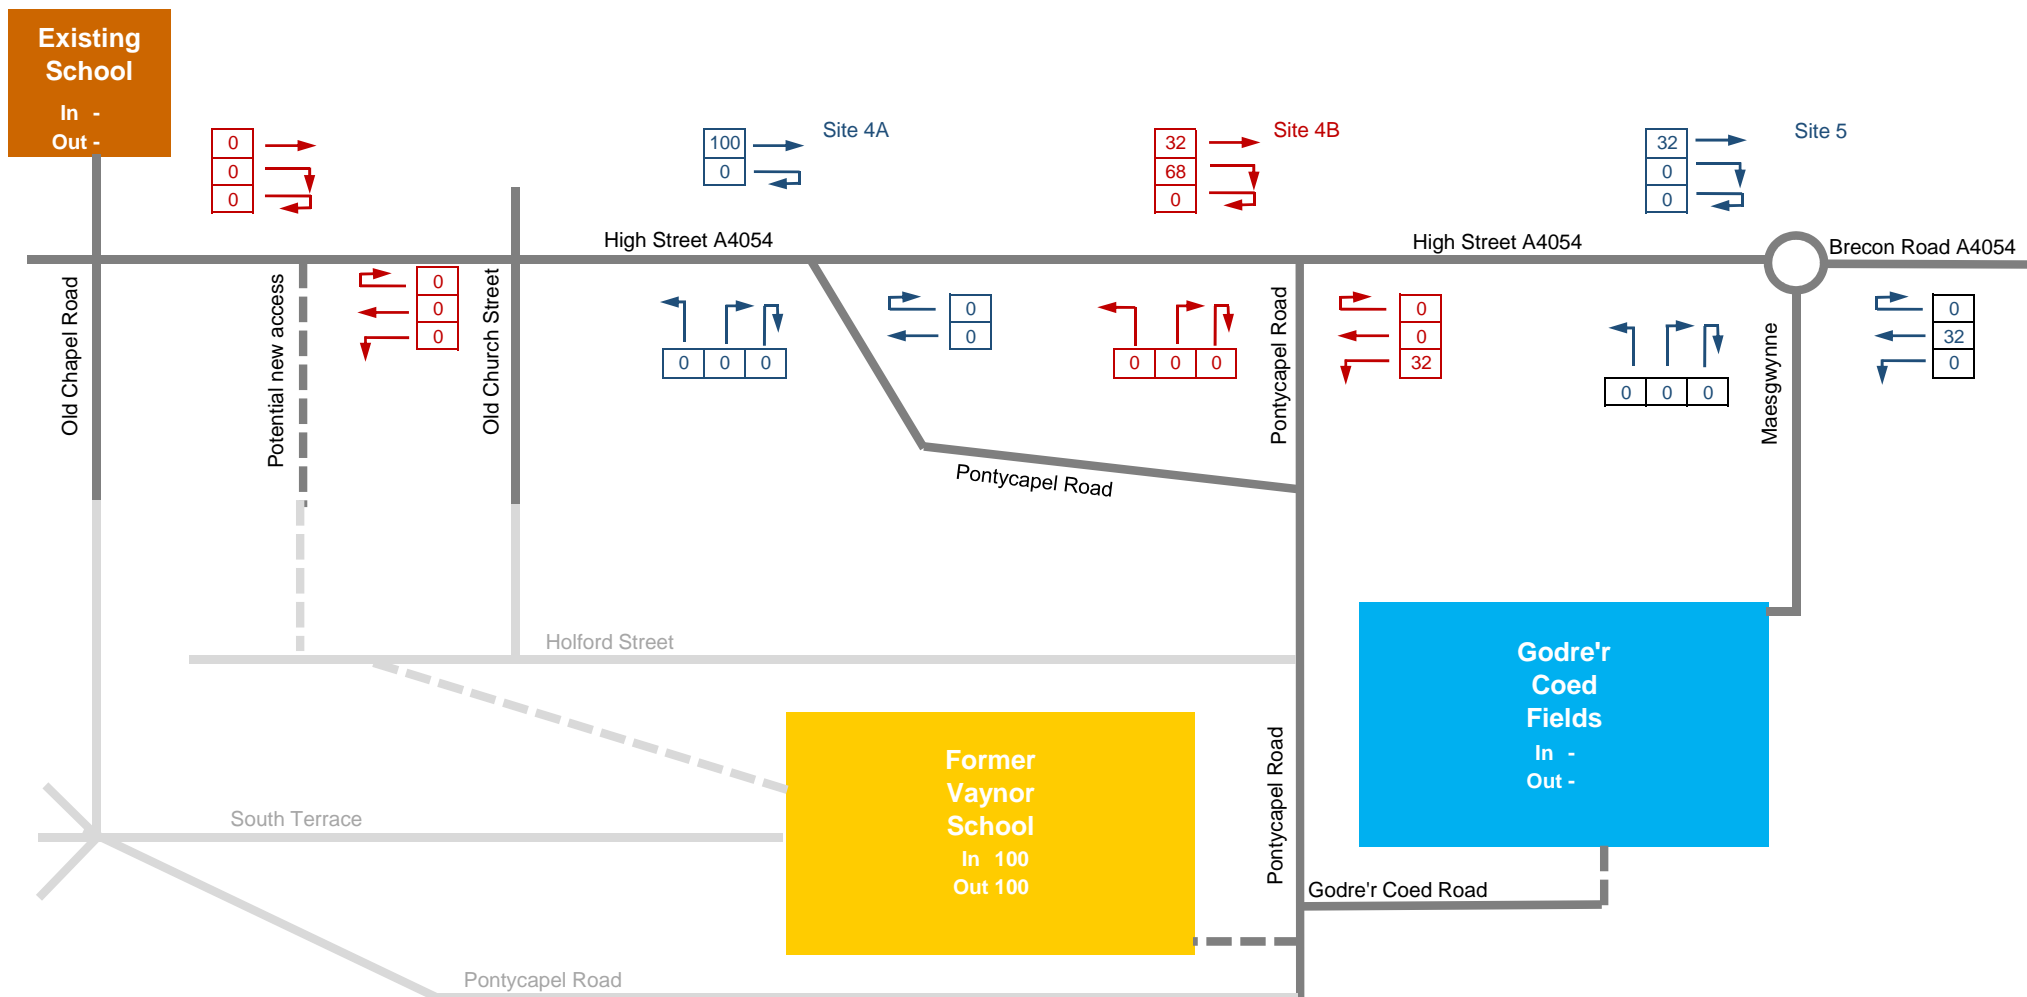 Existing
School
In -
Out -
0
0
0
100
0
Site 4A
32
68
0
Site 4B
32
0
0
Site 5
High Street A4054
High Street A4054
Brecon Road A4054
Old Chapel Road
Potential new access
0
0
0
Old Church Street
0 0 0
0
0
0 0 0
Pontycapel Road
0
0
32
0 0 0
Maesgwynne
0
32
0
Pontycapel Road
Holford Street
Godre'r
Coed
Fields
In -
Out -
Former
Vaynor
School
In 100
Out 100
Pontycapel Road
South Terrace
Godre'r Coed Road
Pontycapel Road